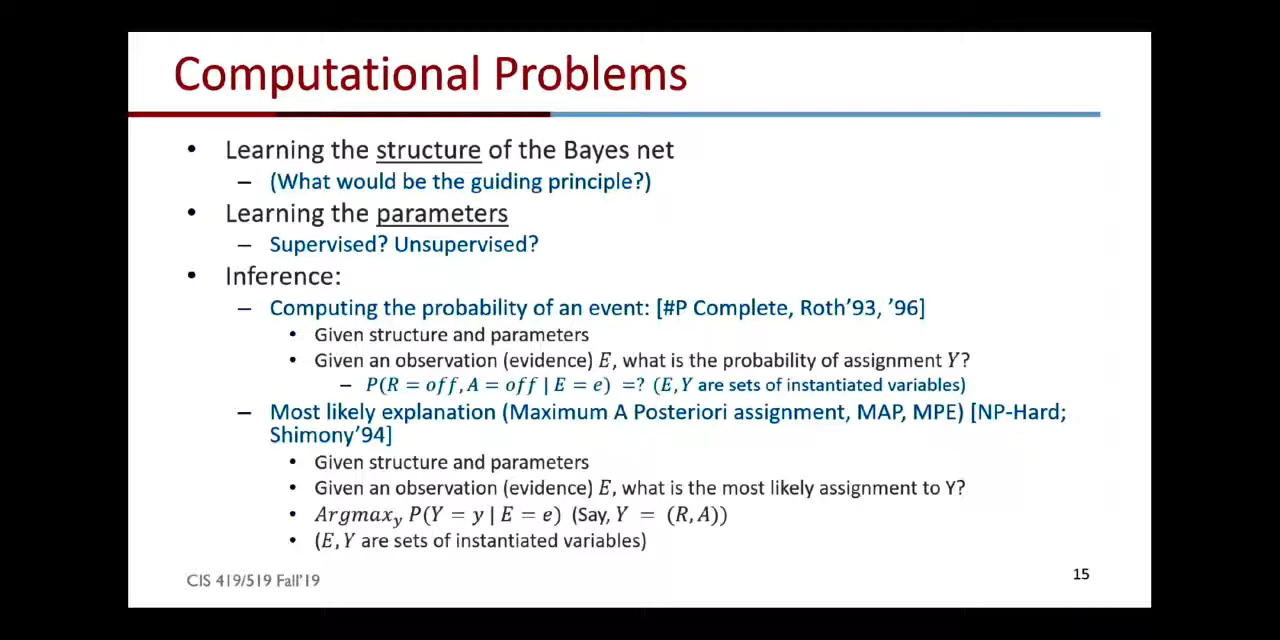 Computational Problems
• Learning the structure of the Bayes net
– (What would be the guiding principle?)
• Learning the parameters
– Supervised? Unsupervised?
• Inference:
– Computing the probability of an event: [#P Complete, Roth’93, ’96]
• Given structure and parameters
• Given an observation (evidence) E, what is the probability of assignment Y?
– P(R = off, A = off | E = e) =? (E, Y are sets of instantiated variables)
– Most likely explanation (Maximum A Posteriori assignment, MAP, MPE) [NP-Hard;
Shimony’94]
• Given structure and parameters
• Given an observation (evidence) E, what is the most likely assignment to Y?
• Argmax_y P(Y = y | E = e) (Say, Y = (R, A))
• (E, Y are sets of instantiated variables)
CIS 419/519 Fall’19
15